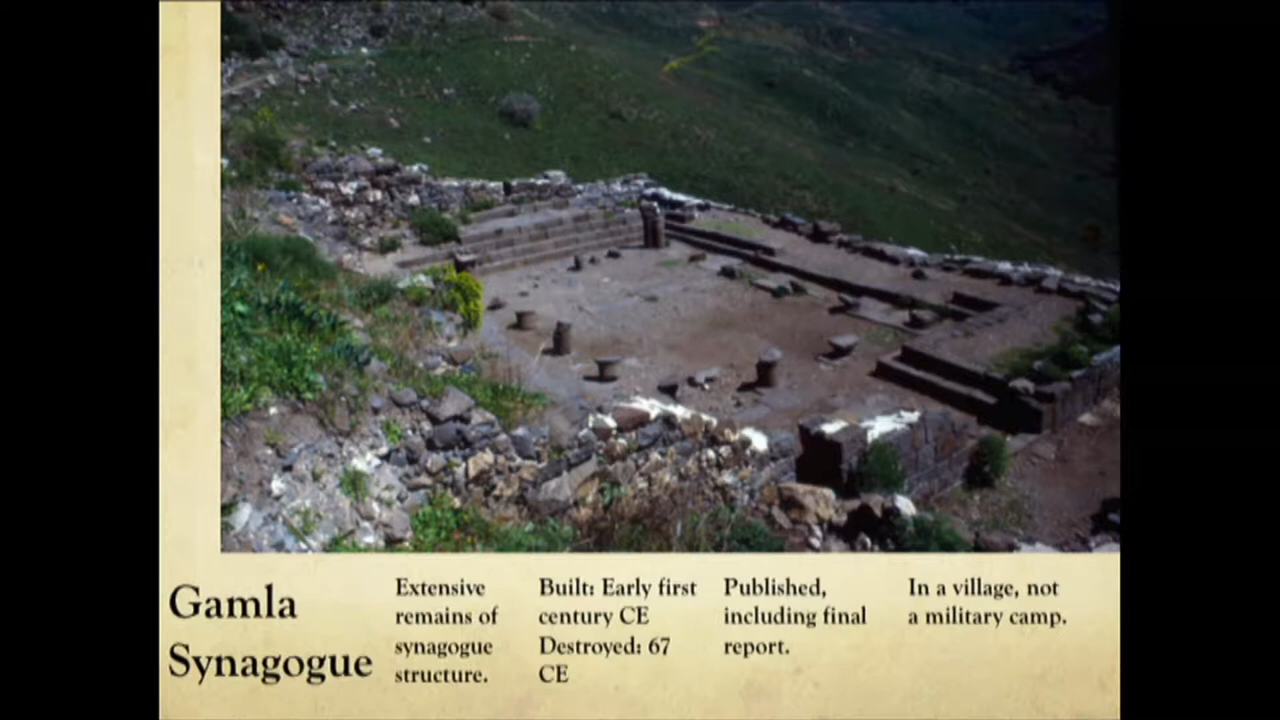 Gamla
Synagogue
Extensive
remains of
synagogue
structure.
Built: Early first
century CE
Destroyed: 67
CE
Published,
including final
report.
In a village, not
a military camp.